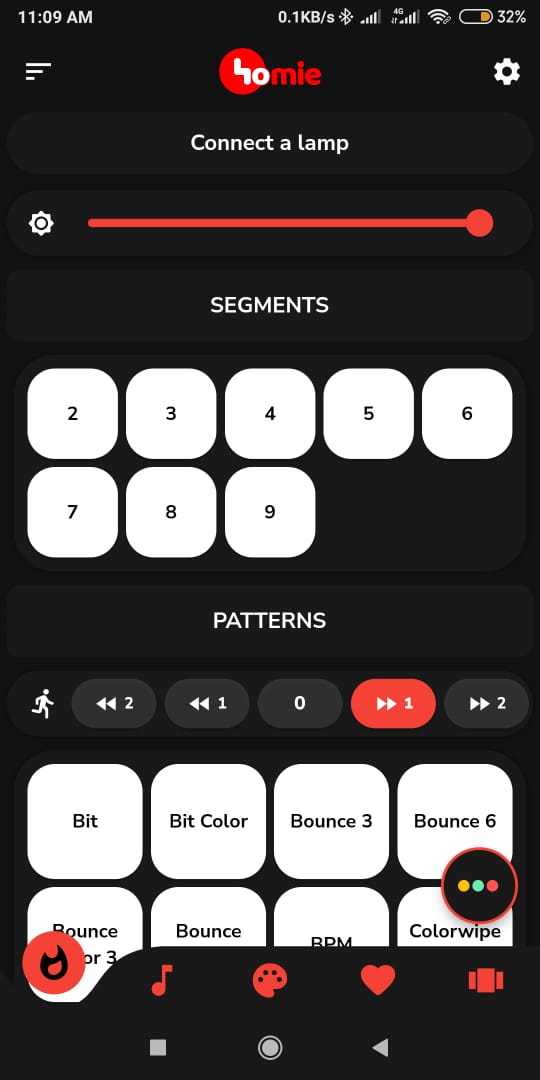 11:09 AM 0.1KB/s 4G 32%
homie
Connect a lamp
SEGMENTS
2 3 4 5 6
7 8 9
PATTERNS
2 1 0 1 2
Bit Bit Color Bounce 3 Bounce 6
Bounce Bounce BPM Colorwipe
or 3